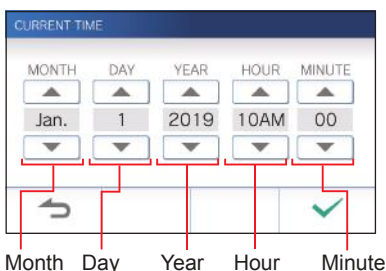 CURRENT TIME
MONTH DAY YEAR HOUR MINUTE
Jan. 1 2019 10AM 00
Month Day Year Hour Minute